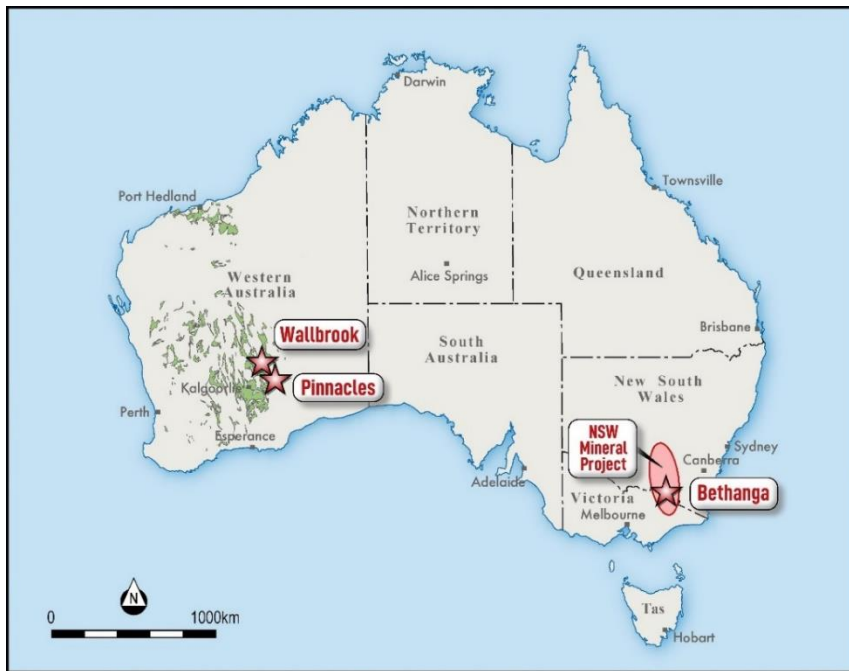 Darwin
Port Hedland
Townsville
Northern
Territory
Alice Springs
Queensland
Western
Australia
Wallbrook
Brisbane
South
Australia
Kalgoorlie
Pinnacles
New South
Wales
Perth
Esperance
NSW
Mineral
Project
Sydney
Canberra
Adelaide
Bethanga
Victoria
Melbourne
Tas
Hobart
N
0 1000km